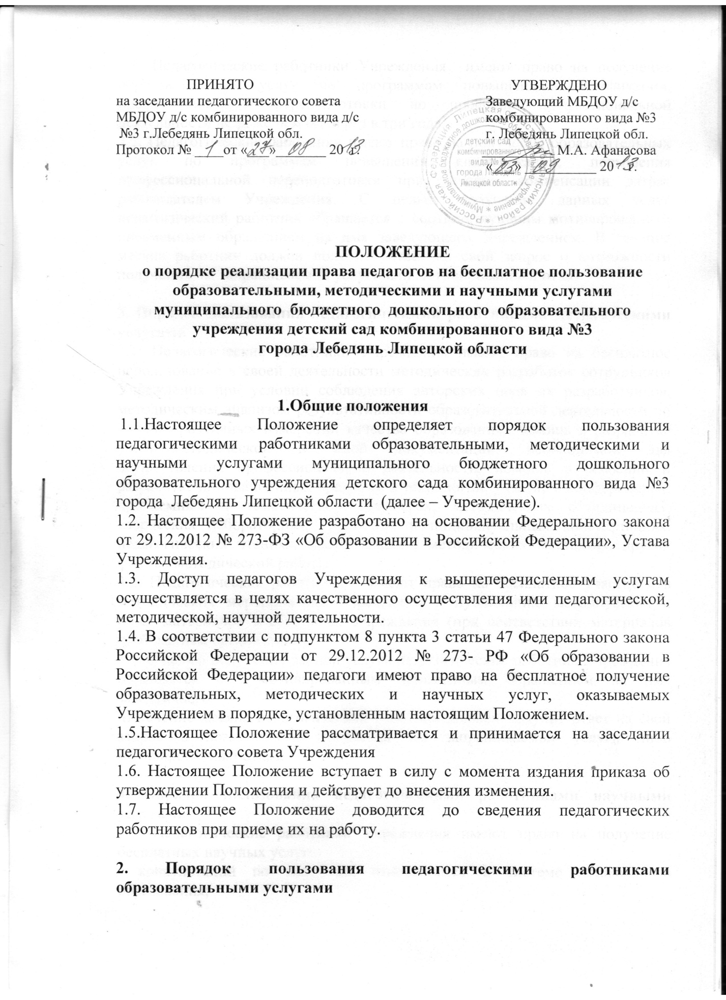 ПРИНЯТО
на заседании педагогического совета
МБДОУ д/с комбинированного вида д/с
№3 г.Лебедянь Липецкой обл.
Протокол № 1 от «27» 08 2013 г.
УТВЕРЖДЕНО
Заведующий МБДОУ д/с
комбинированного вида №3
г. Лебедянь Липецкой обл.
М.А. Афанасова
«03» 09 2013 г.
Российская Федерация Липецкая область Лебедянский район
Муниципальное бюджетное дошкольное образовательное учреждение
детский сад
комбинированного
вида №3
города Лебедянь
Липецкой области
ПОЛОЖЕНИЕ
о порядке реализации права педагогов на бесплатное пользование
образовательными, методическими и научными услугами
муниципального бюджетного дошкольного образовательного
учреждения детский сад комбинированного вида №3
города Лебедянь Липецкой области
1.Общие положения
1.1.Настоящее Положение определяет порядок пользования
педагогическими работниками образовательными, методическими и
научными услугами муниципального бюджетного дошкольного
образовательного учреждения детского сада комбинированного вида №3
города Лебедянь Липецкой области (далее – Учреждение).
1.2. Настоящее Положение разработано на основании Федерального закона
от 29.12.2012 № 273-ФЗ «Об образовании в Российской Федерации», Устава
Учреждения.
1.3. Доступ педагогов Учреждения к вышеперечисленным услугам
осуществляется в целях качественного осуществления ими педагогической,
методической, научной деятельности.
1.4. В соответствии с подпунктом 8 пункта 3 статьи 47 Федерального закона
Российской Федерации от 29.12.2012 № 273- РФ «Об образовании в
Российской Федерации» педагоги имеют право на бесплатное получение
образовательных, методических и научных услуг, оказываемых
Учреждением в порядке, установленным настоящим Положением.
1.5.Настоящее Положение рассматривается и принимается на заседании
педагогического совета Учреждения
1.6. Настоящее Положение вступает в силу с момента издания приказа об
утверждении Положения и действует до внесения изменения.
1.7. Настоящее Положение доводится до сведения педагогических
работников при приеме их на работу.
2. Порядок пользования педагогическими работниками
образовательными услугами